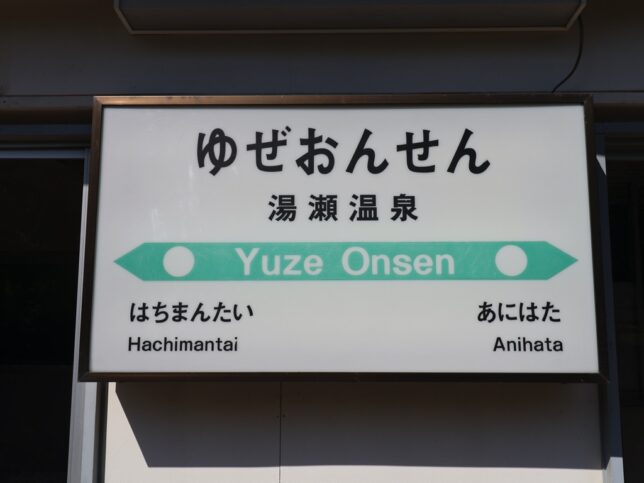 ゆぜおんせん
湯瀬温泉
Yuze Onsen
はちまんたい
Hachimantai
あにはた
Anihata